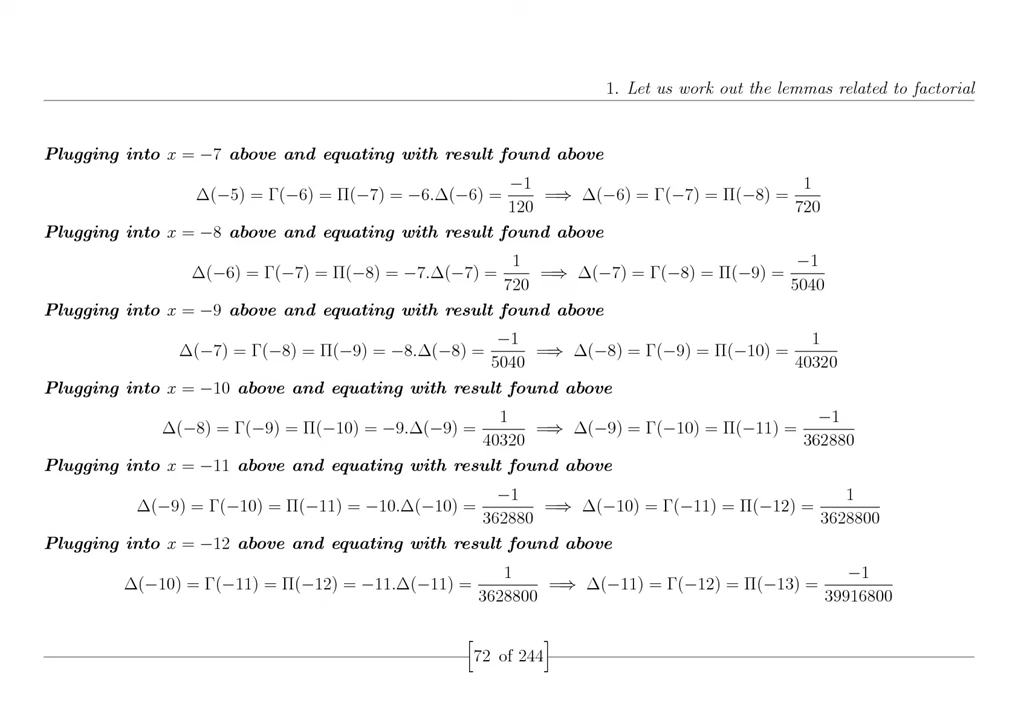 1. Let us work out the lemmas related to factorial
Plugging into x = −7 above and equating with result found above
Δ(−5) = Γ(−6) = Π(−7) = −6.Δ(−6) = −1/120 ⟹ Δ(−6) = Γ(−7) = Π(−8) = 1/720
Plugging into x = −8 above and equating with result found above
Δ(−6) = Γ(−7) = Π(−8) = −7.Δ(−7) = 1/720 ⟹ Δ(−7) = Γ(−8) = Π(−9) = −1/5040
Plugging into x = −9 above and equating with result found above
Δ(−7) = Γ(−8) = Π(−9) = −8.Δ(−8) = −1/5040 ⟹ Δ(−8) = Γ(−9) = Π(−10) = 1/40320
Plugging into x = −10 above and equating with result found above
Δ(−8) = Γ(−9) = Π(−10) = −9.Δ(−9) = 1/40320 ⟹ Δ(−9) = Γ(−10) = Π(−11) = −1/362880
Plugging into x = −11 above and equating with result found above
Δ(−9) = Γ(−10) = Π(−11) = −10.Δ(−10) = −1/362880 ⟹ Δ(−10) = Γ(−11) = Π(−12) = 1/3628800
Plugging into x = −12 above and equating with result found above
Δ(−10) = Γ(−11) = Π(−12) = −11.Δ(−11) = 1/3628800 ⟹ Δ(−11) = Γ(−12) = Π(−13) = −1/39916800
[72 of 244]